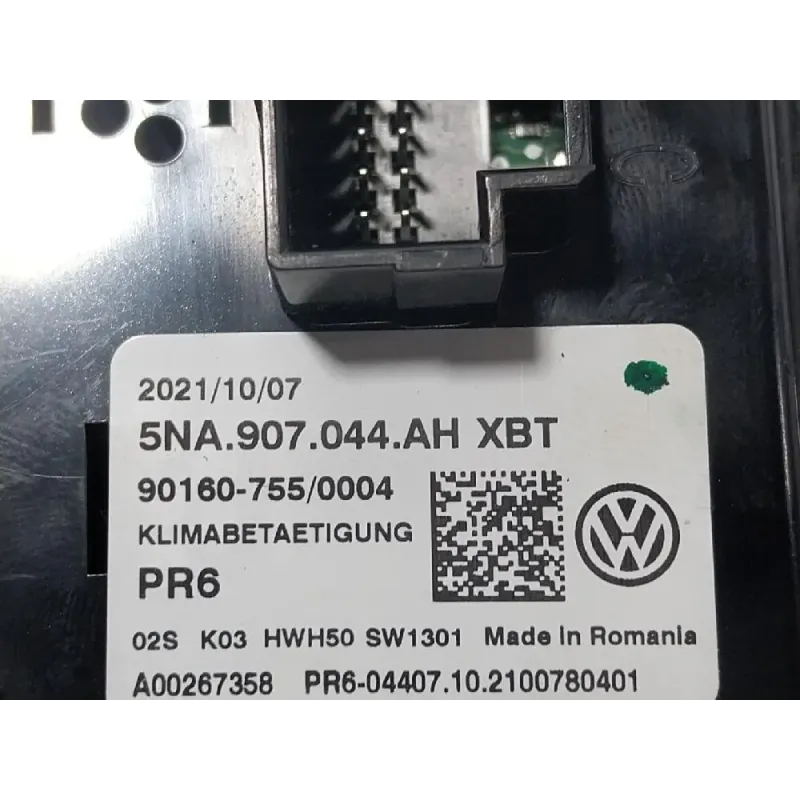 2021/10/07
5NA.907.044.AH XBT
90160-755/0004
KLIMABETAETIGUNG
PR6
02S K03 HWH50 SW1301 Made in Romania
A00267358 PR6-04407.10.2100780401